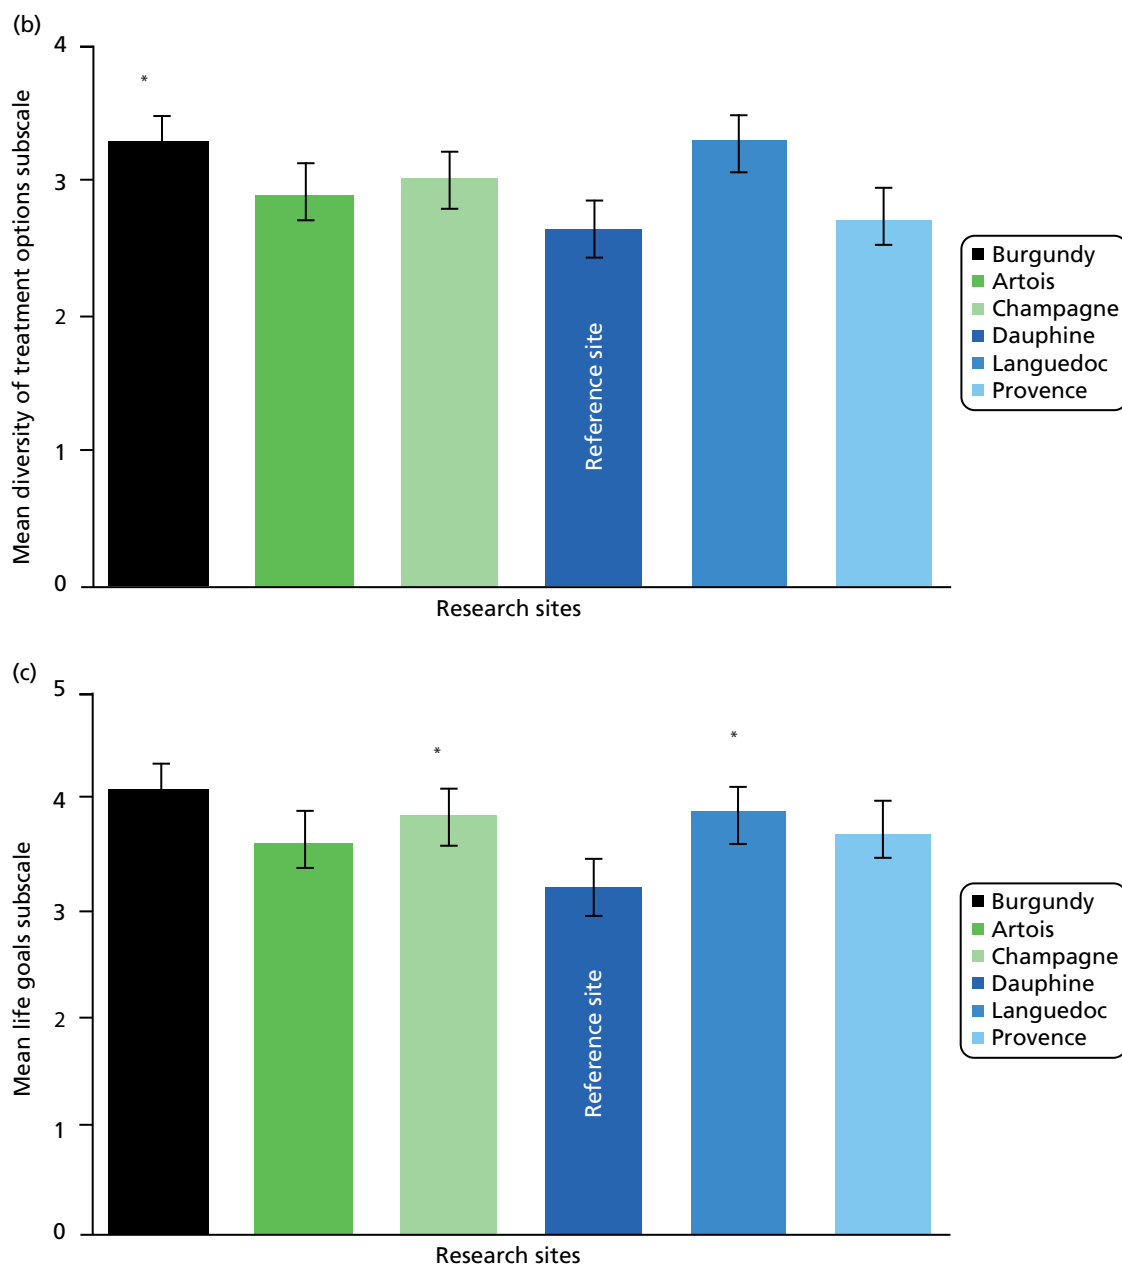 (b)
Mean diversity of treatment options subscale
4
3
2
1
0
*
Reference site
Research sites
Burgundy
Artois
Champagne
Dauphine
Languedoc
Provence
(c)
Mean life goals subscale
5
4
3
2
1
0
*
*
Reference site
Research sites
Burgundy
Artois
Champagne
Dauphine
Languedoc
Provence